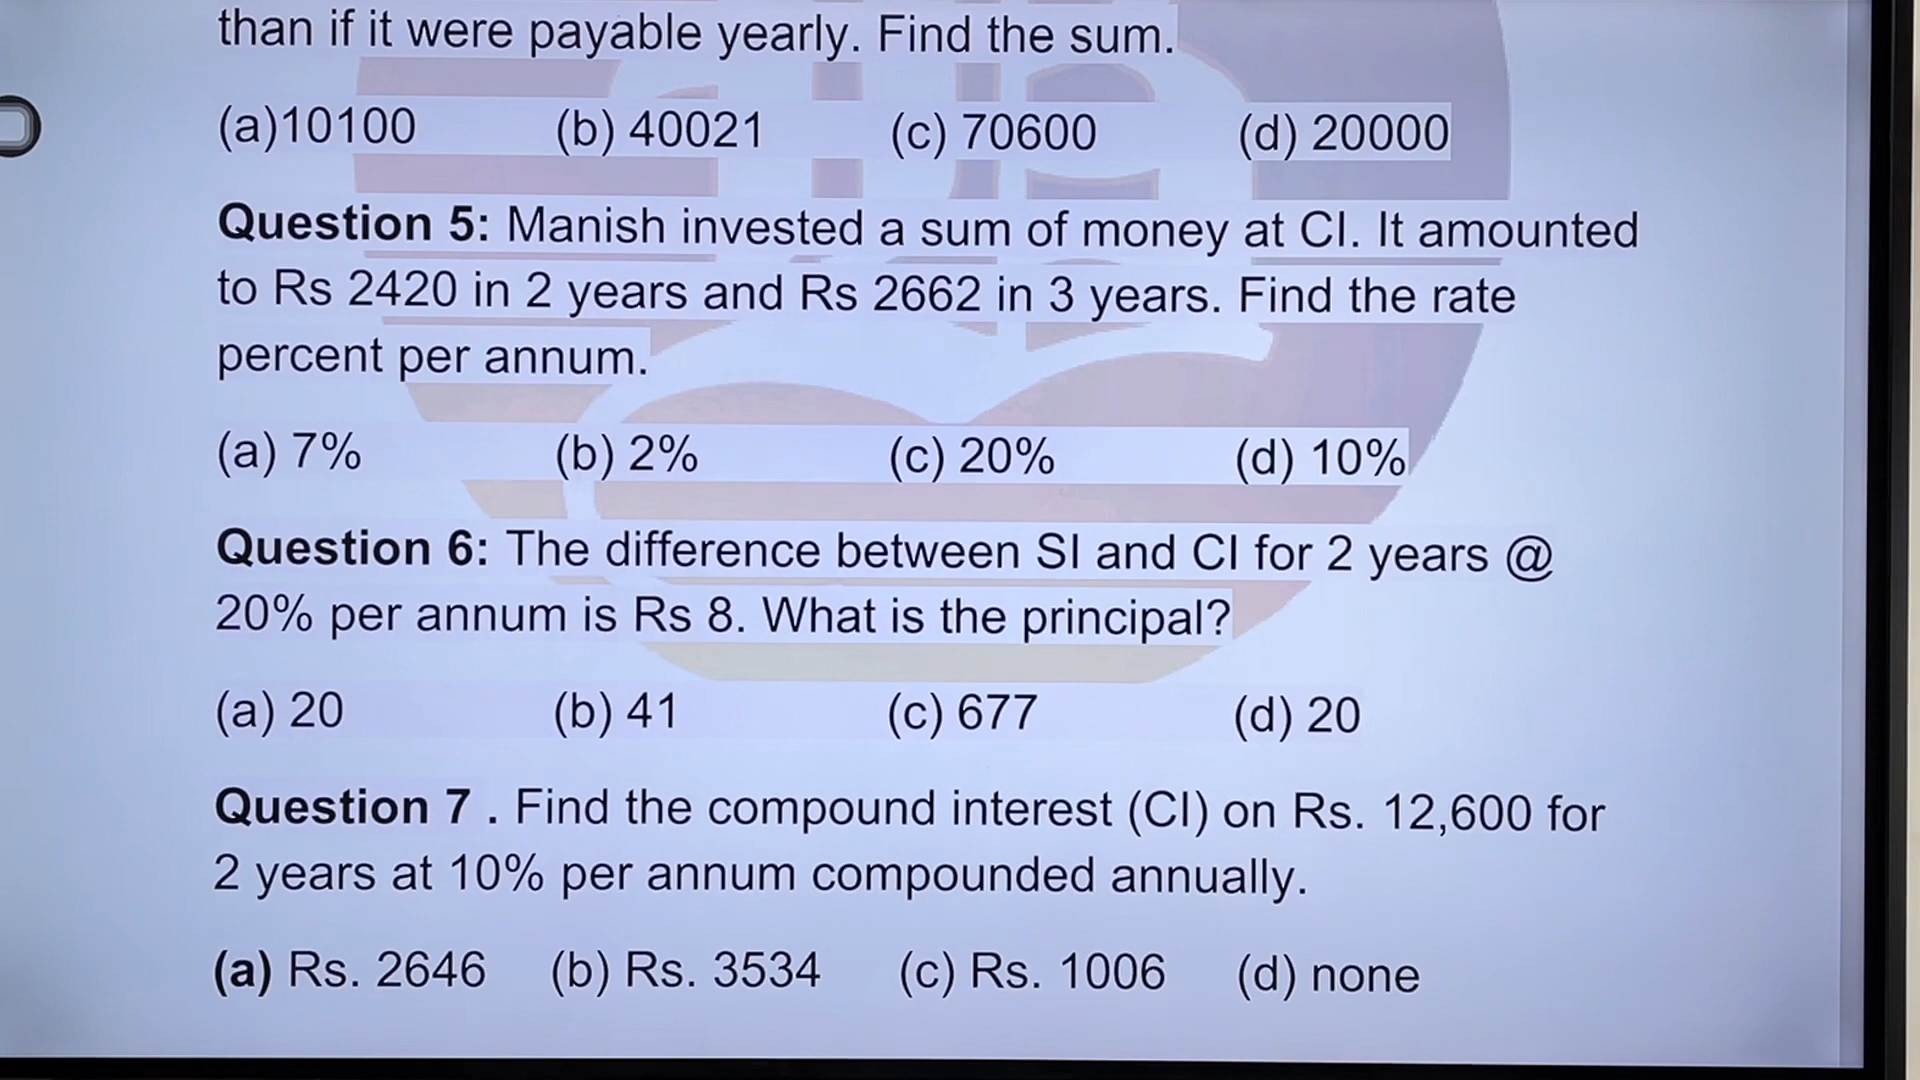 than if it were payable yearly. Find the sum.
(a)10100 (b) 40021 (c) 70600 (d) 20000
Question 5: Manish invested a sum of money at CI. It amounted
to Rs 2420 in 2 years and Rs 2662 in 3 years. Find the rate
percent per annum.
(a) 7% (b) 2% (c) 20% (d) 10%
Question 6: The difference between SI and CI for 2 years @
20% per annum is Rs 8. What is the principal?
(a) 20 (b) 41 (c) 677 (d) 20
Question 7 . Find the compound interest (CI) on Rs. 12,600 for
2 years at 10% per annum compounded annually.
(a) Rs. 2646 (b) Rs. 3534 (c) Rs. 1006 (d) none